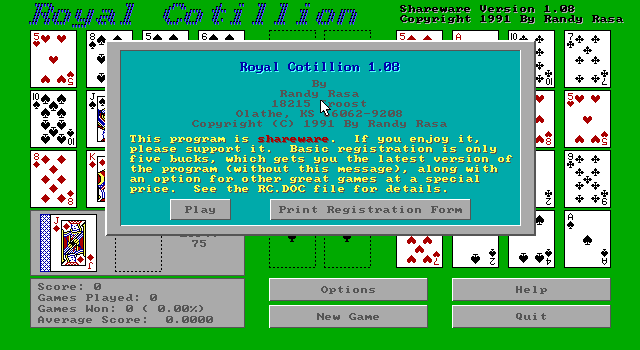 Royal Cotillion
Shareware Version 1.08
Copyright 1991 By Randy Rasa
Royal Cotillion 1.08
By
Randy Rasa
18215 Troost
Olathe, KS 66062-9208
Copyright (C) 1991 By Randy Rasa
This program is shareware. If you enjoy it,
please support it. Basic registration is only
five bucks, which gets you the latest version of
the program (without this message), along with
an option for other great games at a special
price. See the RC.DOC file for details.
Play
Print Registration Form
75
Score: 0
Games Played: 0
Games Won: 0 ( 0.00%)
Average Score: 0.0000
Options
Help
New Game
Quit